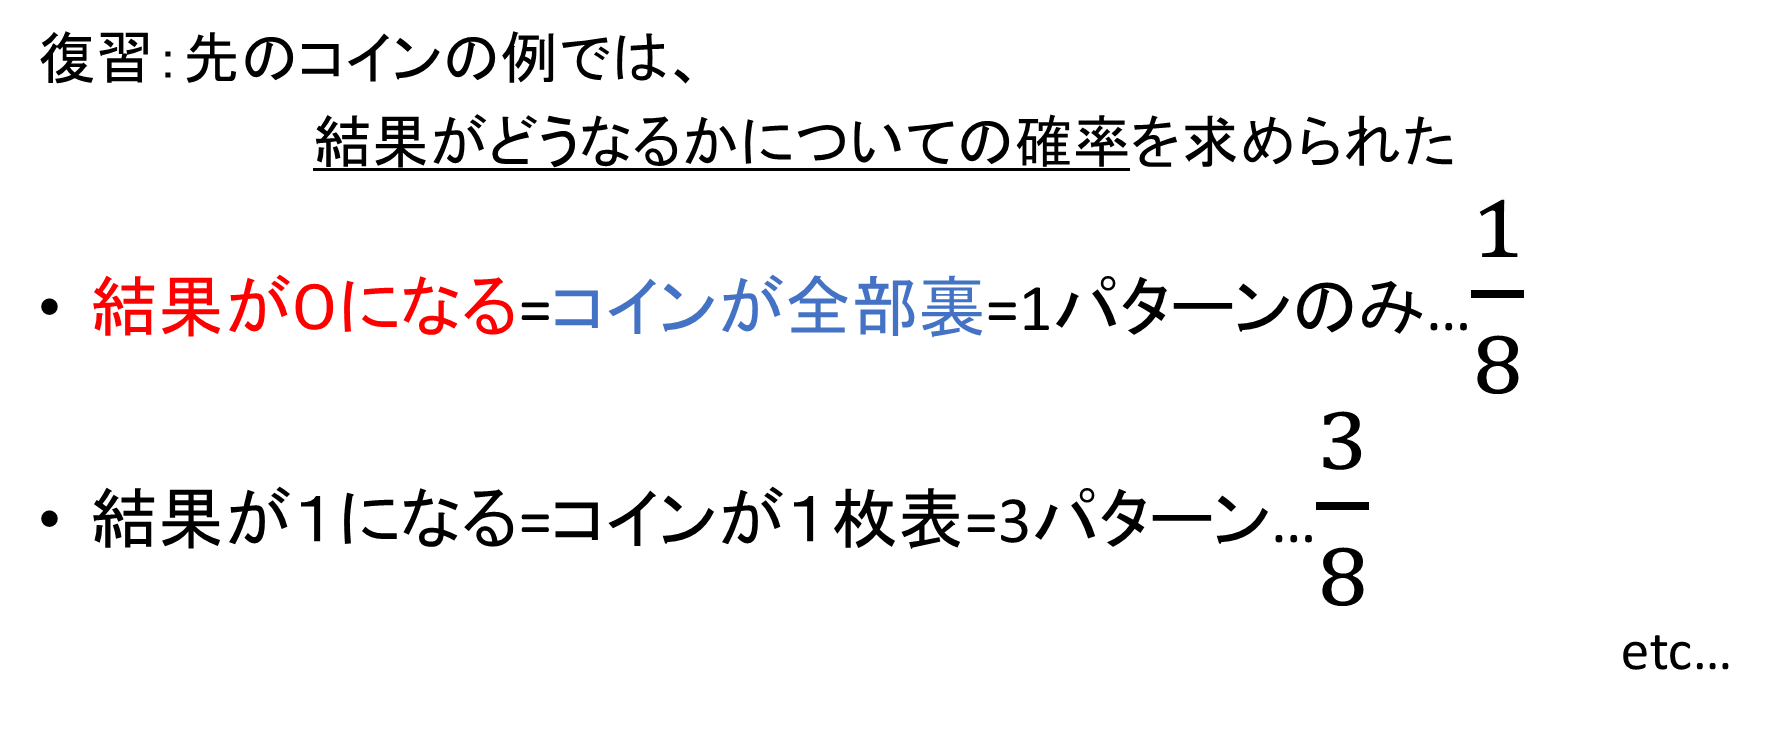 復習：先のコインの例では、
結果がどうなるかについての確率を求められた
• 結果が０になる=コインが全部裏=1パターンのみ…1/8
• 結果が１になる=コインが１枚表=3パターン…3/8
etc…